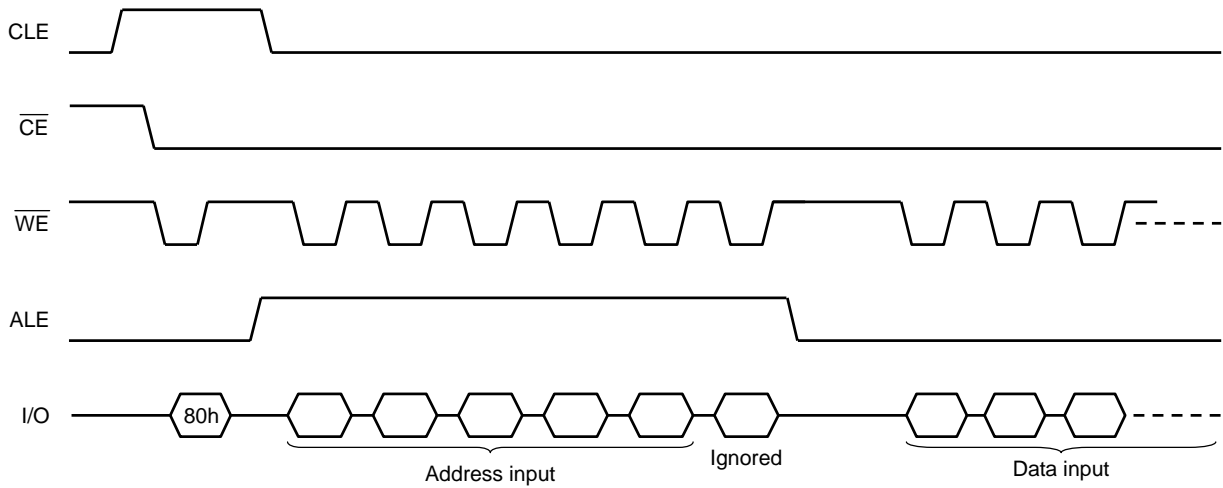 CLE
CE
WE
ALE
I/O
80h
Address input
Ignored
Data input